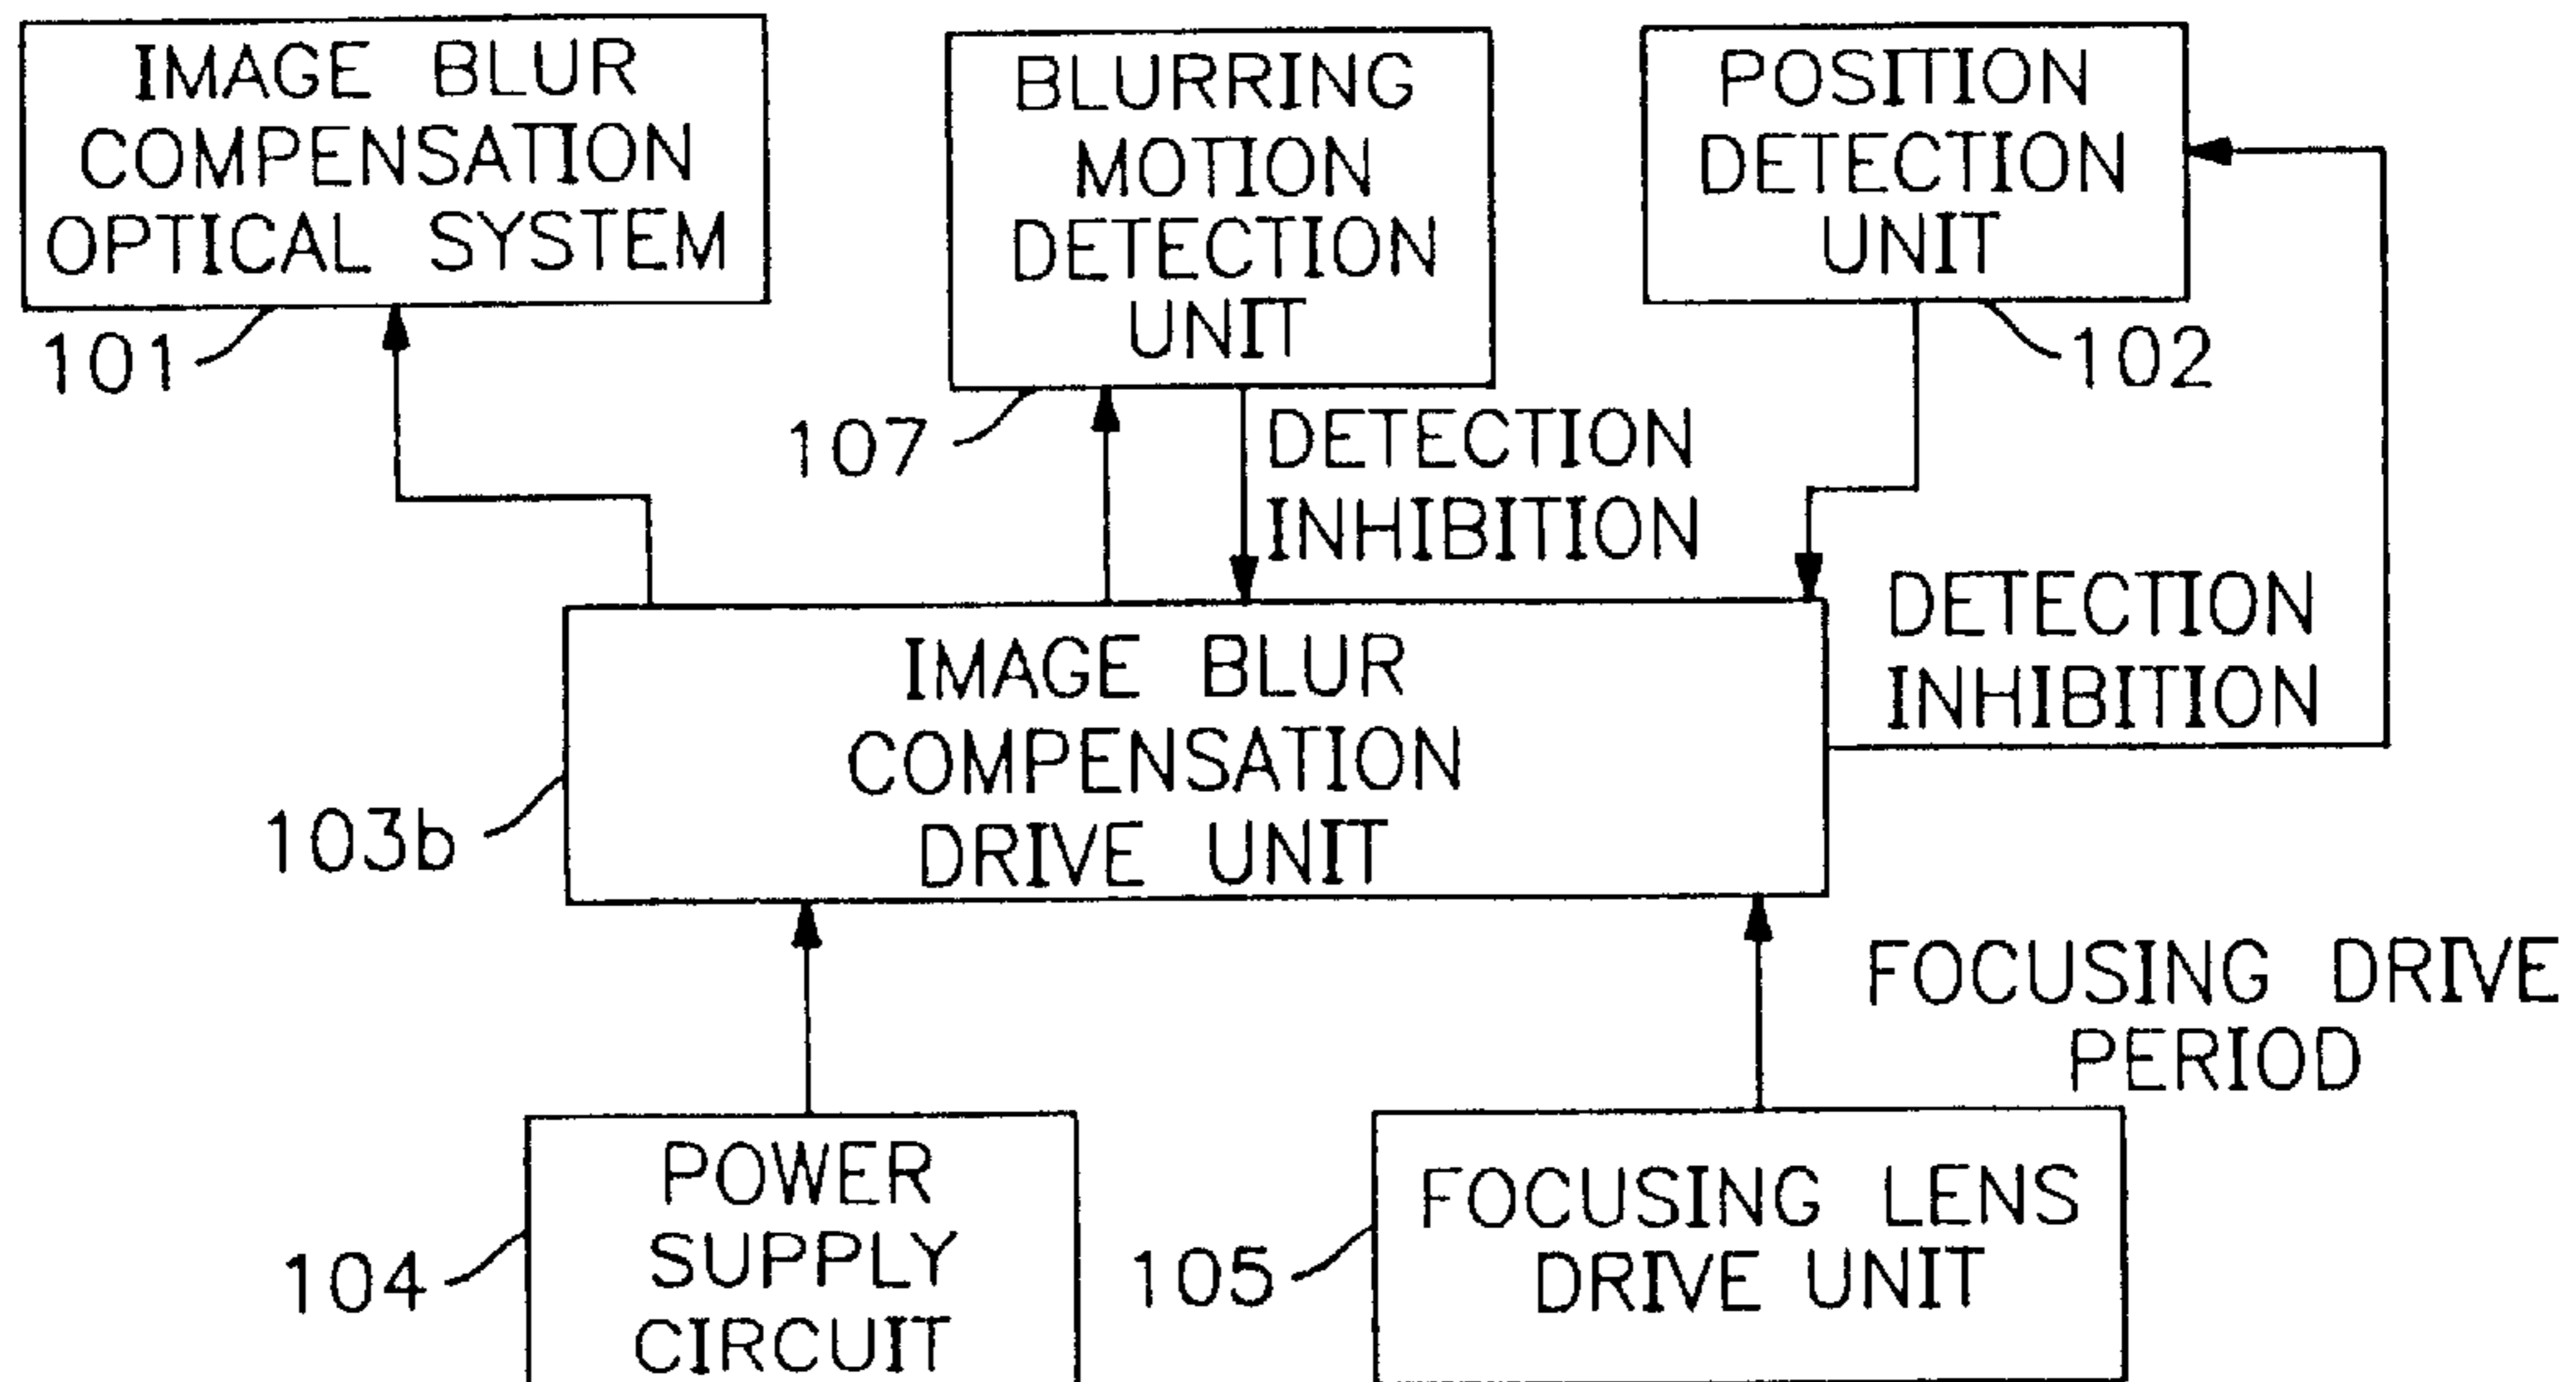 IMAGE BLUR
COMPENSATION
OPTICAL SYSTEM
101
BLURRING
MOTION
DETECTION
UNIT
107
POSITION
DETECTION
UNIT
102
DETECTION
INHIBITION
DETECTION
INHIBITION
IMAGE BLUR
COMPENSATION
DRIVE UNIT
103b
FOCUSING DRIVE
PERIOD
POWER
SUPPLY
CIRCUIT
104
FOCUSING LENS
DRIVE UNIT
105